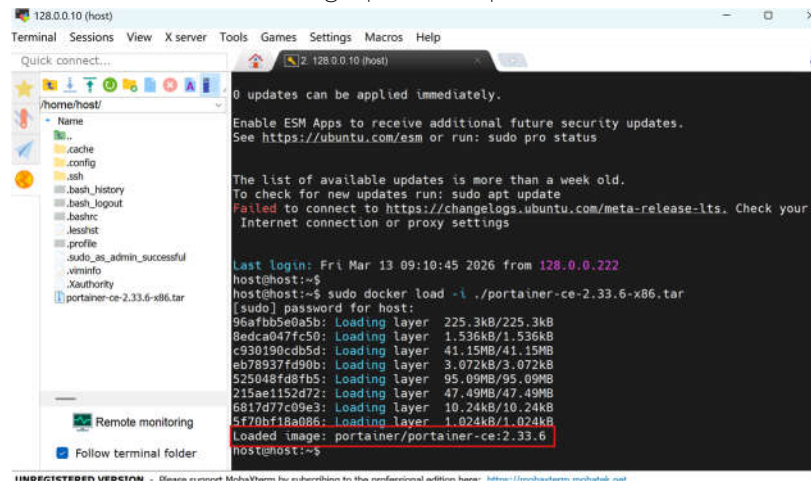 128.0.0.10 (host)
Terminal Sessions View X server Tools Games Settings Macros Help
Quick connect...
2. 128.0.0.10 (host)
/home/host/
Name
..
.cache
.config
.ssh
.bash_history
.bash_logout
.bashrc
.lesshst
.profile
.sudo_as_admin_successful
.viminfo
.Xauthority
portainer-ce-2.33.6-x86.tar
Remote monitoring
Follow terminal folder
0 updates can be applied immediately.
Enable ESM Apps to receive additional future security updates.
See https://ubuntu.com/esm or run: sudo pro status
The list of available updates is more than a week old.
To check for new updates run: sudo apt update
Failed to connect to https://changelogs.ubuntu.com/meta-release-lts. Check your
Internet connection or proxy settings
Last login: Fri Mar 13 09:10:45 2026 from 128.0.0.222
host@host:~$
host@host:~$ sudo docker load -i ./portainer-ce-2.33.6-x86.tar
[sudo] password for host:
96afbb5e0a5b: Loading layer 225.3kB/225.3kB
8edca047fc50: Loading layer 1.536kB/1.536kB
c930190cdb5d: Loading layer 41.15MB/41.15MB
eb78937fd90b: Loading layer 3.072kB/3.072kB
525048fd8fb5: Loading layer 95.09MB/95.09MB
215ae1152d72: Loading layer 47.49MB/47.49MB
6817d77c09e3: Loading layer 10.24kB/10.24kB
5f70bf18a086: Loading layer 1.024kB/1.024kB
Loaded image: portainer/portainer-ce:2.33.6
host@host:~$
UNREGISTERED VERSION - Please support MobaXterm by subscribing to the professional edition here: https://mobaxterm.mobatek.net